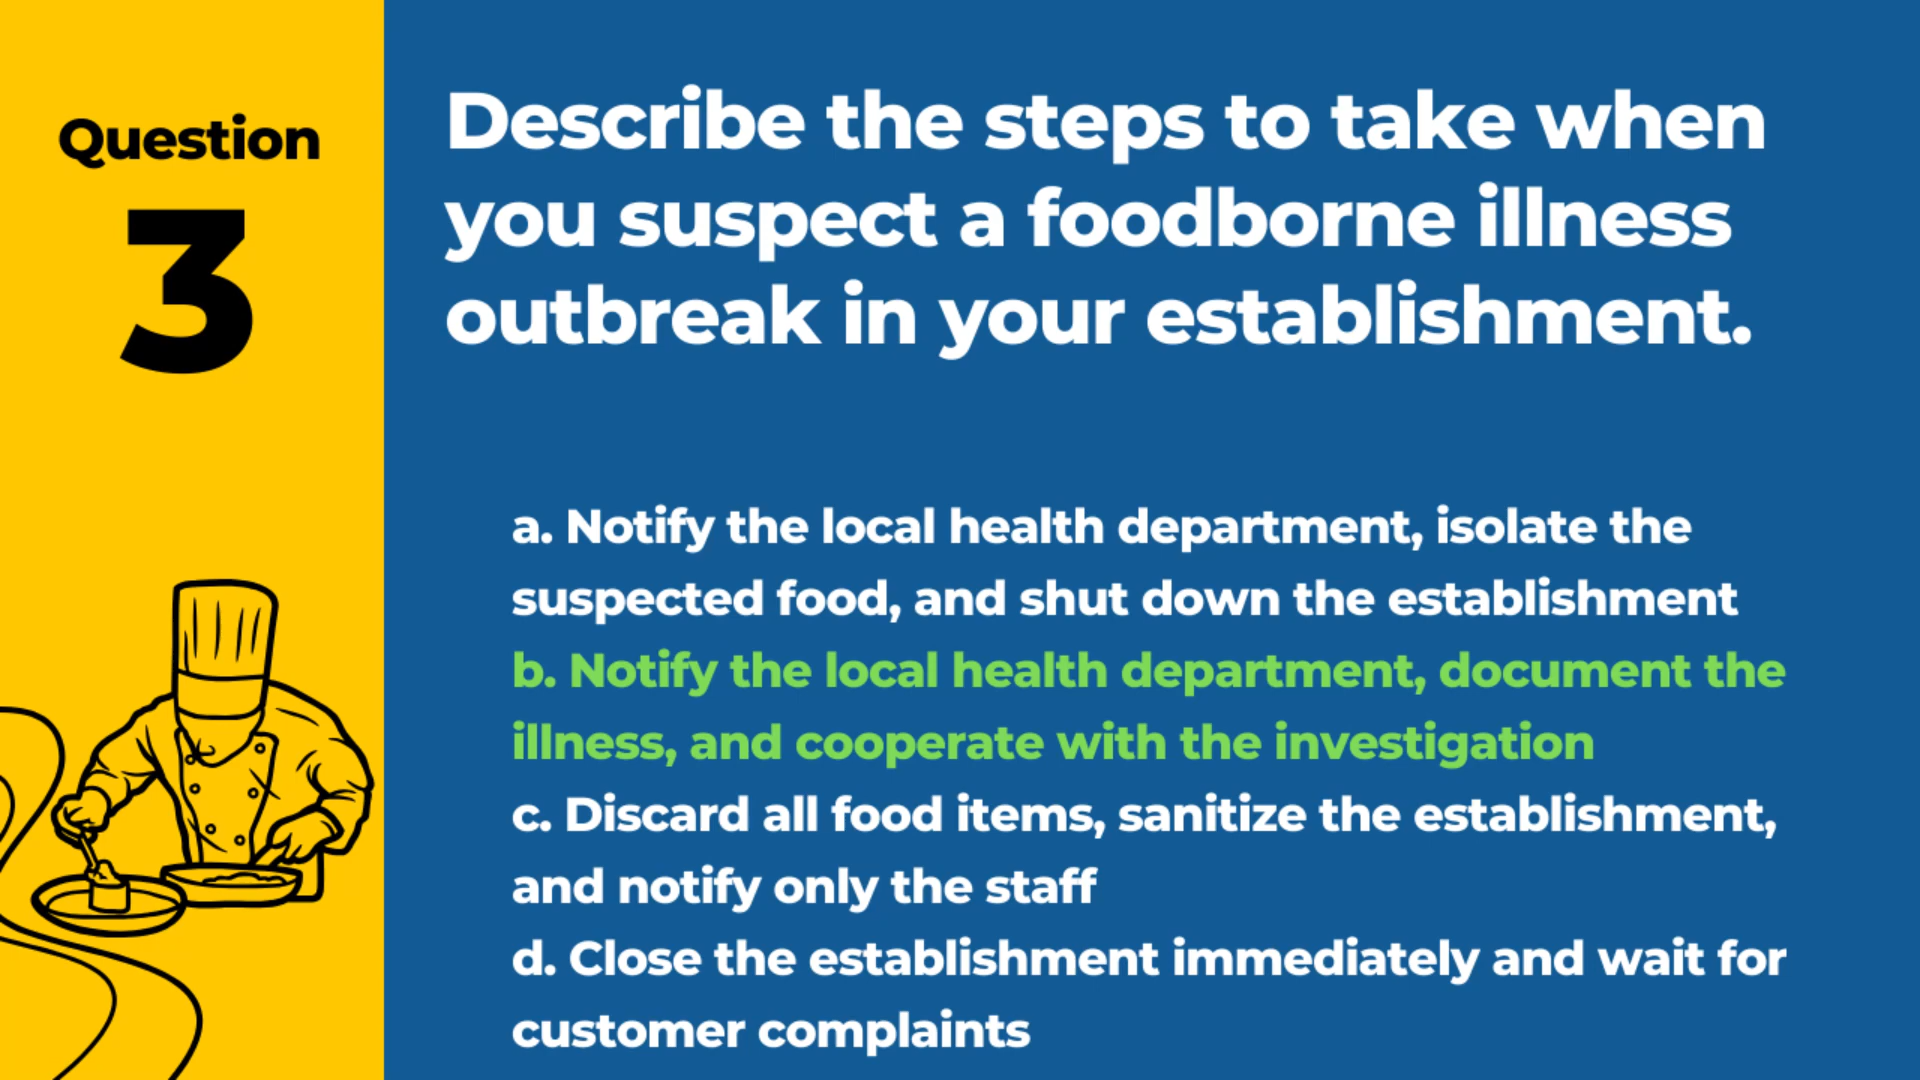 Question
3
Describe the steps to take when
you suspect a foodborne illness
outbreak in your establishment.
a. Notify the local health department, isolate the
suspected food, and shut down the establishment
b. Notify the local health department, document the
illness, and cooperate with the investigation
c. Discard all food items, sanitize the establishment,
and notify only the staff
d. Close the establishment immediately and wait for
customer complaints